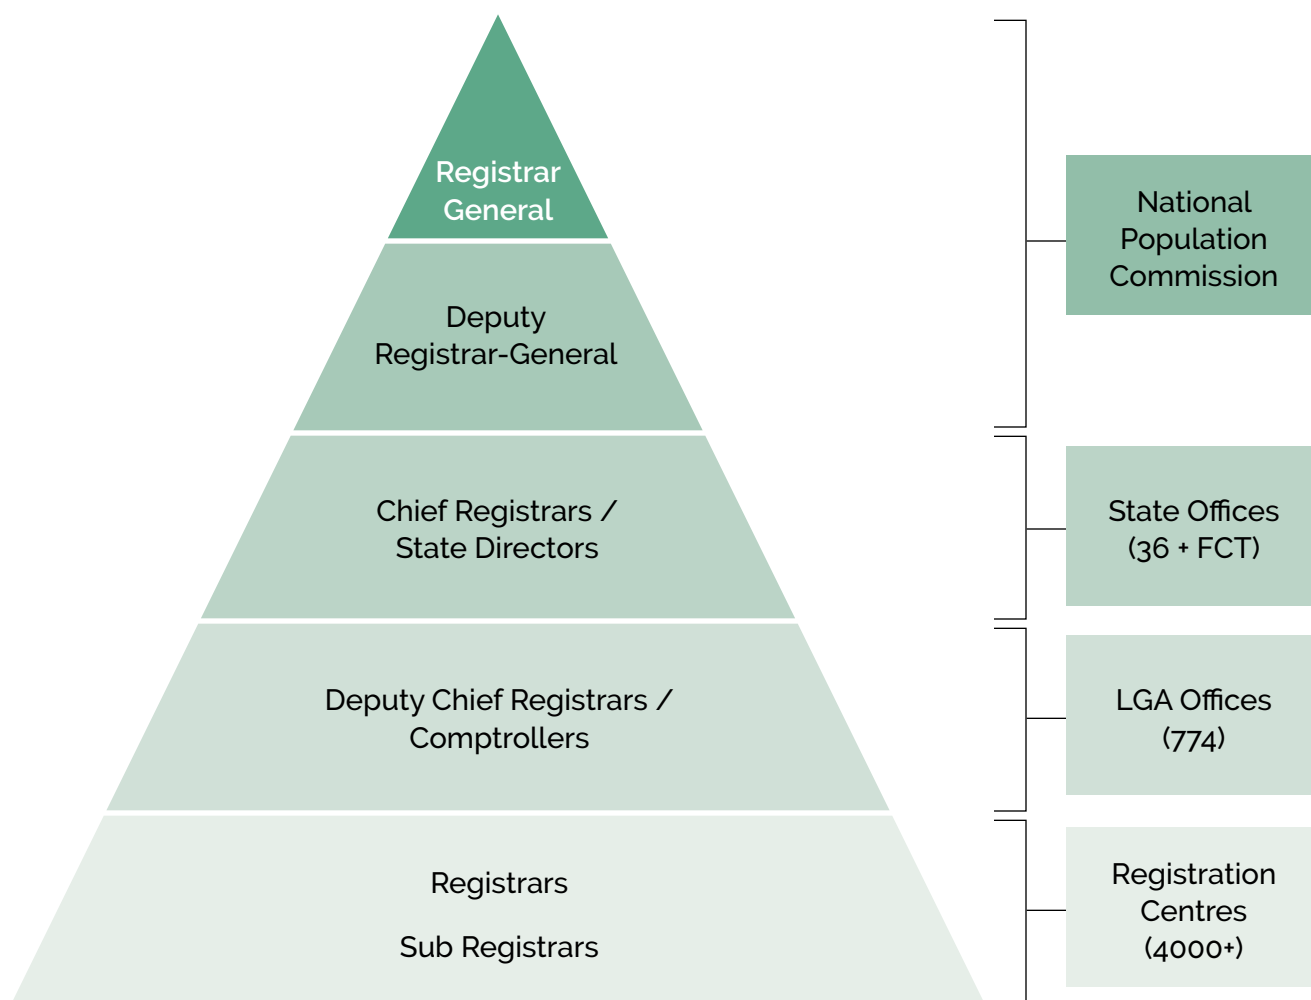 Registrar
General
Deputy
Registrar-General
Chief Registrars /
State Directors
Deputy Chief Registrars /
Comptrollers
Registrars
Sub Registrars
National
Population
Commission
State Offices
(36 + FCT)
LGA Offices
(774)
Registration
Centres
(4000+)